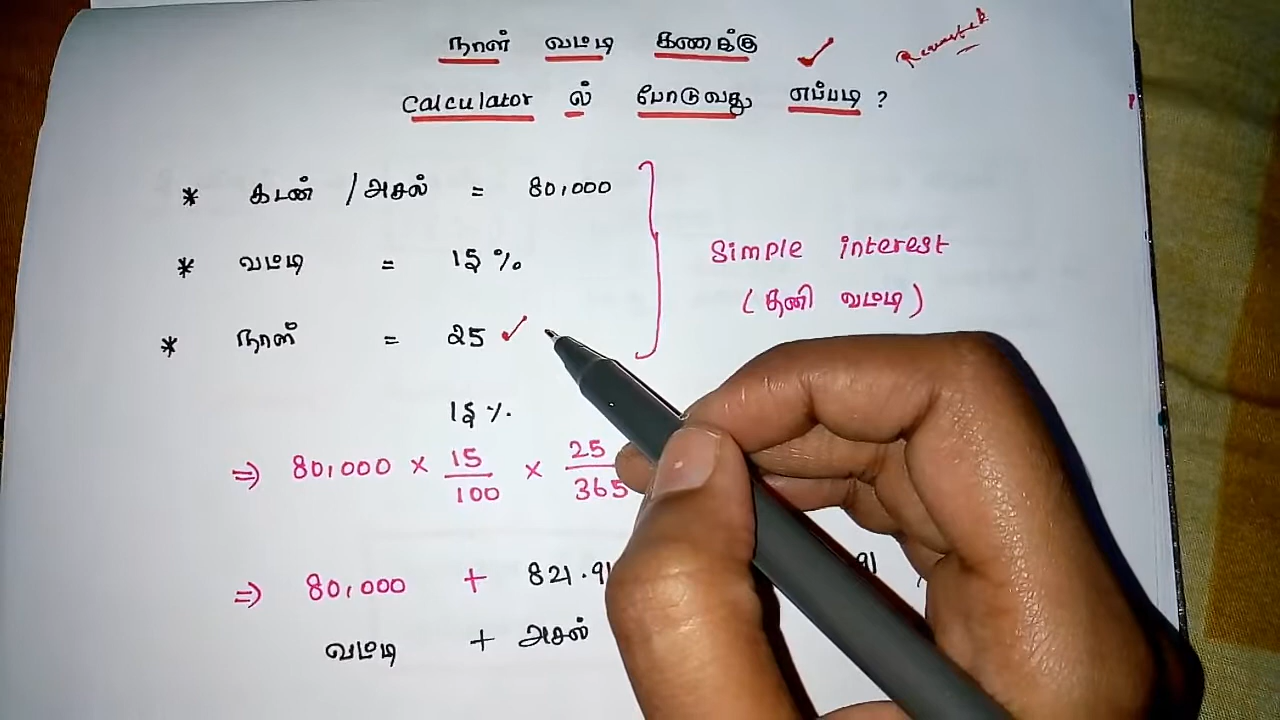 நாள் வட்டி கணக்கு
Calculator ல் போடுவது எப்படி ?
* கடன் / அசல் = 80,000
* வட்டி = 15 %
* நாள் = 25
Simple interest
(தனி வட்டி)
15 %
⇒ 80,000 × 15/100 × 25/365
⇒ 80,000 + 821.91
வட்டி + அசல்